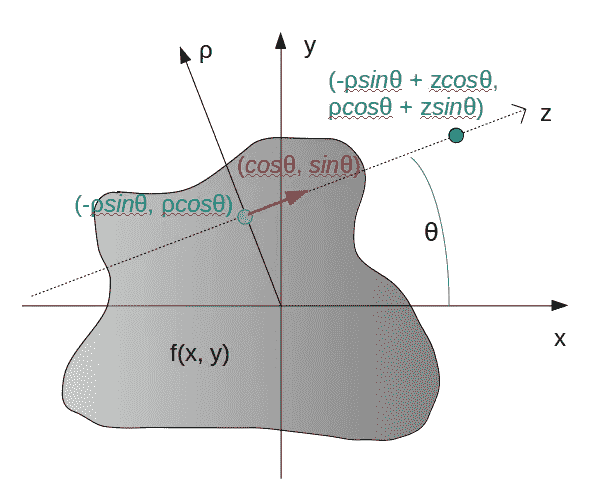 ρ
y
(-ρsinθ + zcosθ,
ρcosθ + zsinθ)
z
(cosθ, sinθ)
(-ρsinθ, ρcosθ)
θ
x
f(x, y)